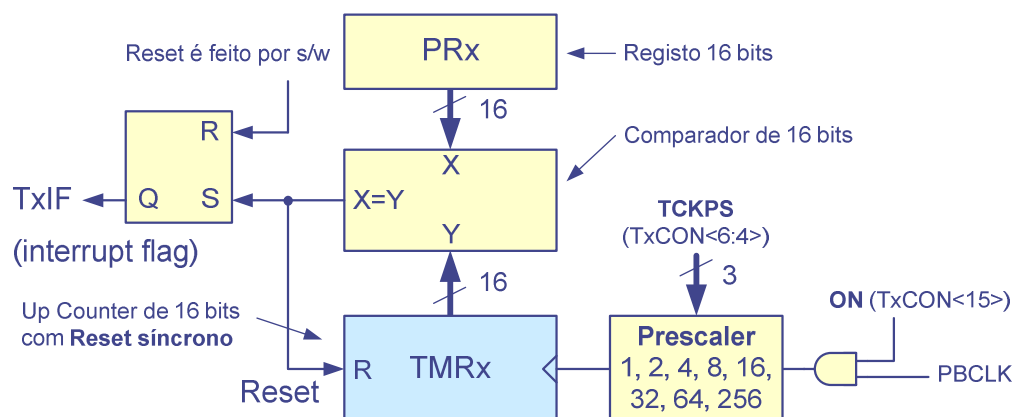 Reset é feito por s/w
PRx
Registo 16 bits
16
R
Q
S
TxIF
(interrupt flag)
X
X=Y
Y
Comparador de 16 bits
16
TCKPS
(TxCON<6:4>)
3
ON (TxCON<15>)
Up Counter de 16 bits
com Reset síncrono
Reset
R
TMRx
Prescaler
1, 2, 4, 8, 16,
32, 64, 256
PBCLK